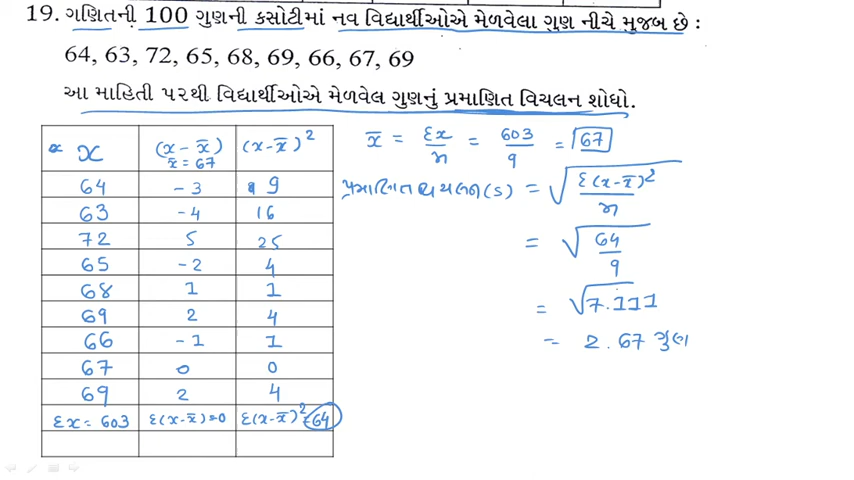 19. ગણિતની 100 ગુણની કસોટીમાં નવ વિદ્યાર્થીઓએ મેળવેલા ગુણ નીચે મુજબ છે :
64, 63, 72, 65, 68, 69, 66, 67, 69
આ માહિતી પરથી વિદ્યાર્થીઓએ મેળવેલ ગુણનું પ્રમાણિત વિચલન શોધો.
x (x - x̄) x̄ = 67 (x-x̄)²
64 -3 9
63 -4 16
72 5 25
65 -2 4
68 1 1
69 2 4
66 -1 1
67 0 0
69 2 4
Σx = 603 Σ(x-x̄)=0 Σ(x-x̄)²=64
x̄ = Σx/n = 603/9 = 67
પ્રમાણિત વિચલન (s) = √(Σ(x-x̄)²/n)
= √(64/9)
= √7.111
= 2.67 ગુણ